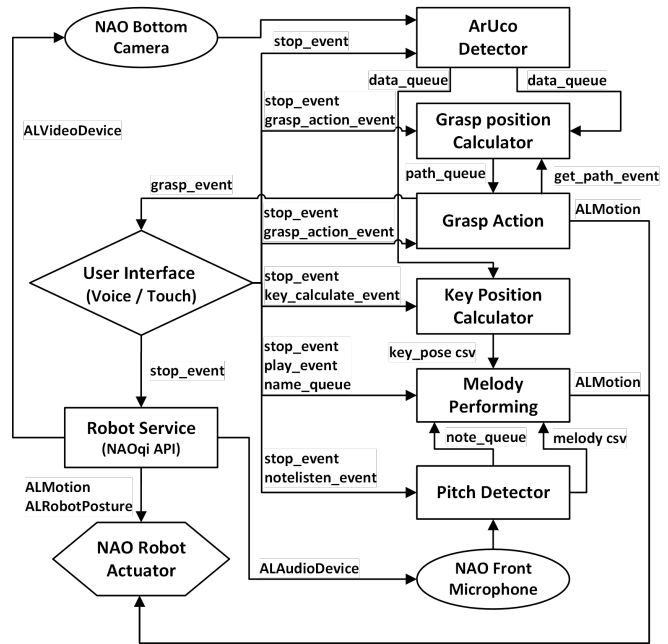 NAO Bottom
Camera
ArUco
Detector
stop_event
data_queue
data_queue
ALVideoDevice
stop_event
grasp_action_event
Grasp position
Calculator
path_queue
get_path_event
grasp_event
stop_event
grasp_action_event
Grasp Action
ALMotion
User Interface
(Voice / Touch)
stop_event
key_calculate_event
Key Position
Calculator
key_pose csv
stop_event
play_event
name_queue
stop_event
Melody
Performing
ALMotion
Robot Service
(NAOqi API)
note_queue
melody csv
stop_event
notelisten_event
Pitch Detector
ALMotion
ALRobotPosture
NAO Robot
Actuator
ALAudioDevice
NAO Front
Microphone